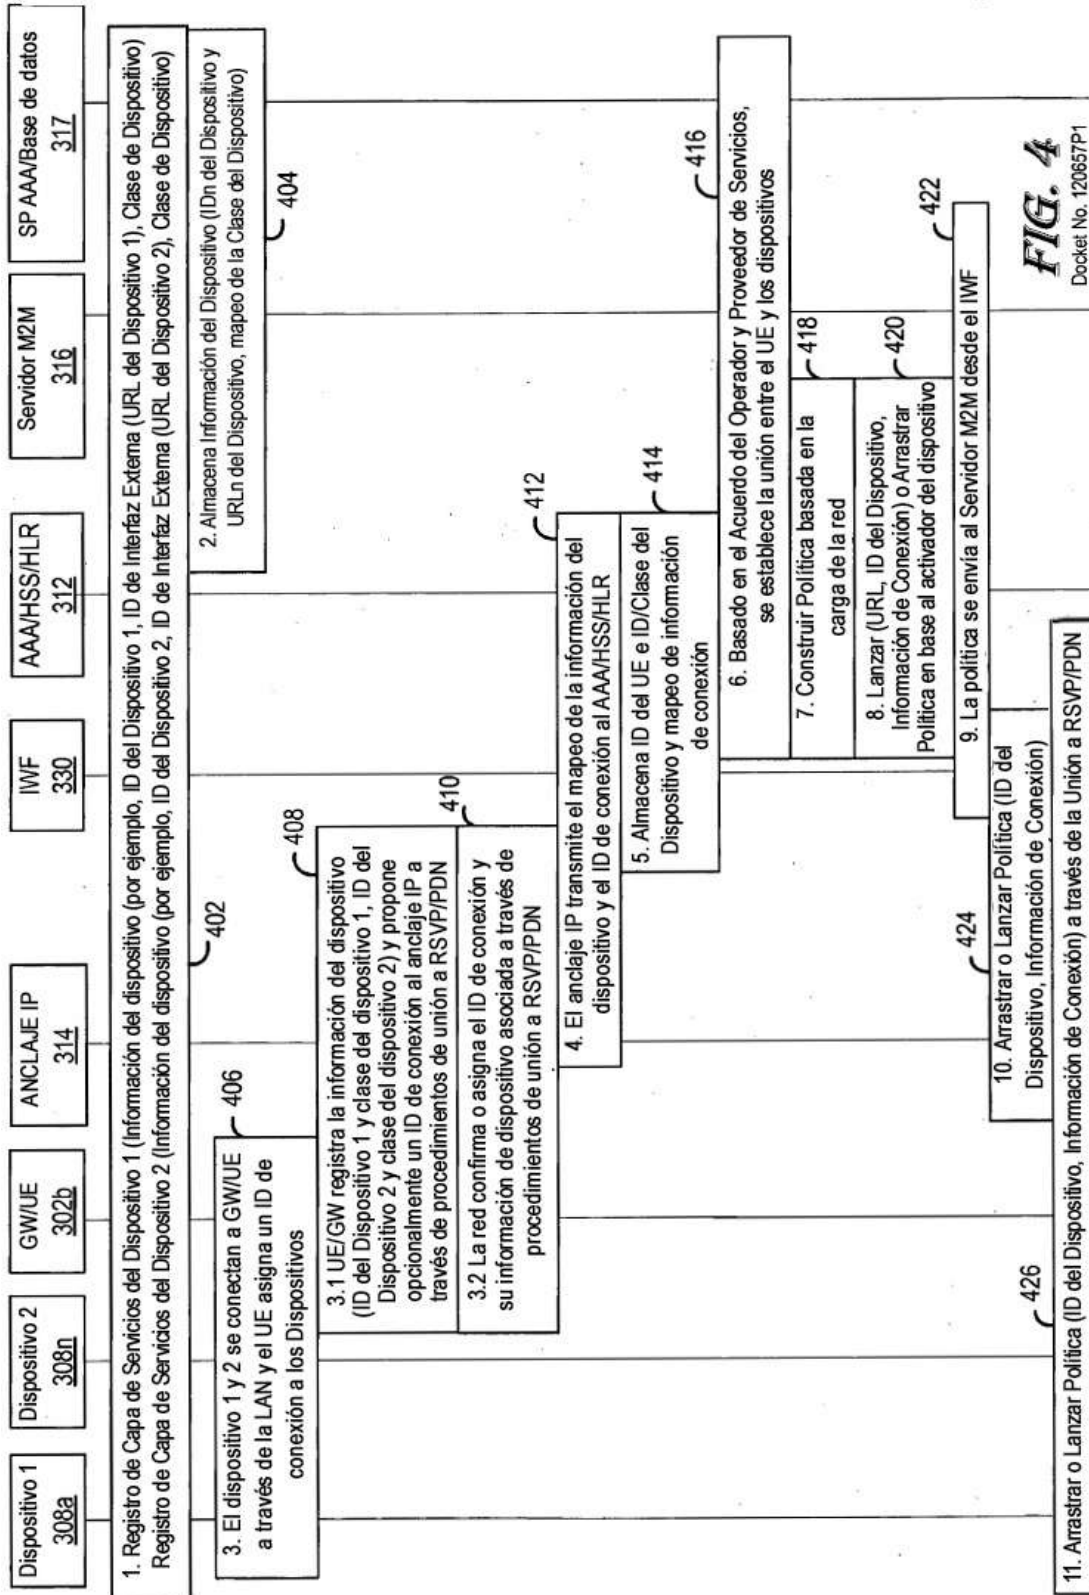 Dispositivo 1
308a
Dispositivo 2
308n
GW/UE
302b
ANCLAJE IP
314
IWF
330
AAA/HSS/HLR
312
Servidor M2M
316
SP AAA/Base de datos
317
1. Registro de Capa de Servicios del Dispositivo 1 (Información del dispositivo (por ejemplo, ID del Dispositivo 1, ID de Interfaz Externa (URL del Dispositivo 1), Clase de Dispositivo)
Registro de Capa de Servicios del Dispositivo 2 (Información del dispositivo (por ejemplo, ID del Dispositivo 2, ID de Interfaz Externa (URL del Dispositivo 2), Clase de Dispositivo)
402
2. Almacena Información del Dispositivo (IDn del Dispositivo y
URLn del Dispositivo, mapeo de la Clase del Dispositivo)
404
3. El dispositivo 1 y 2 se conectan a GW/UE
a través de la LAN y el UE asigna un ID de
conexión a los Dispositivos
406
3.1 UE/GW registra la información del dispositivo
(ID del Dispositivo 1 y clase del dispositivo 1, ID del
Dispositivo 2 y clase del dispositivo 2) y propone
opcionalmente un ID de conexión al anclaje IP a
través de procedimientos de unión a RSVP/PDN
408
3.2 La red confirma o asigna el ID de conexión y
su información de dispositivo asociada a través de
procedimientos de unión a RSVP/PDN
410
4. El anclaje IP transmite el mapeo de la información del
dispositivo y el ID de conexión al AAA/HSS/HLR
412
5. Almacena ID del UE e ID/Clase del
Dispositivo y mapeo de información
de conexión
414
6. Basado en el Acuerdo del Operador y Proveedor de Servicios,
se establece la unión entre el UE y los dispositivos
416
7. Construir Política basada en la
carga de la red
418
8. Lanzar (URL, ID del Dispositivo,
Información de Conexión) o Arrastrar
Política en base al activador del dispositivo
420
9. La política se envía al Servidor M2M desde el IWF
422
10. Arrastrar o Lanzar Política (ID del
Dispositivo, Información de Conexión)
424
11. Arrastrar o Lanzar Política (ID del Dispositivo, Información de Conexión) a través de la Unión a RSVP/PDN
426
FIG. 4
Docket No. 120657P1